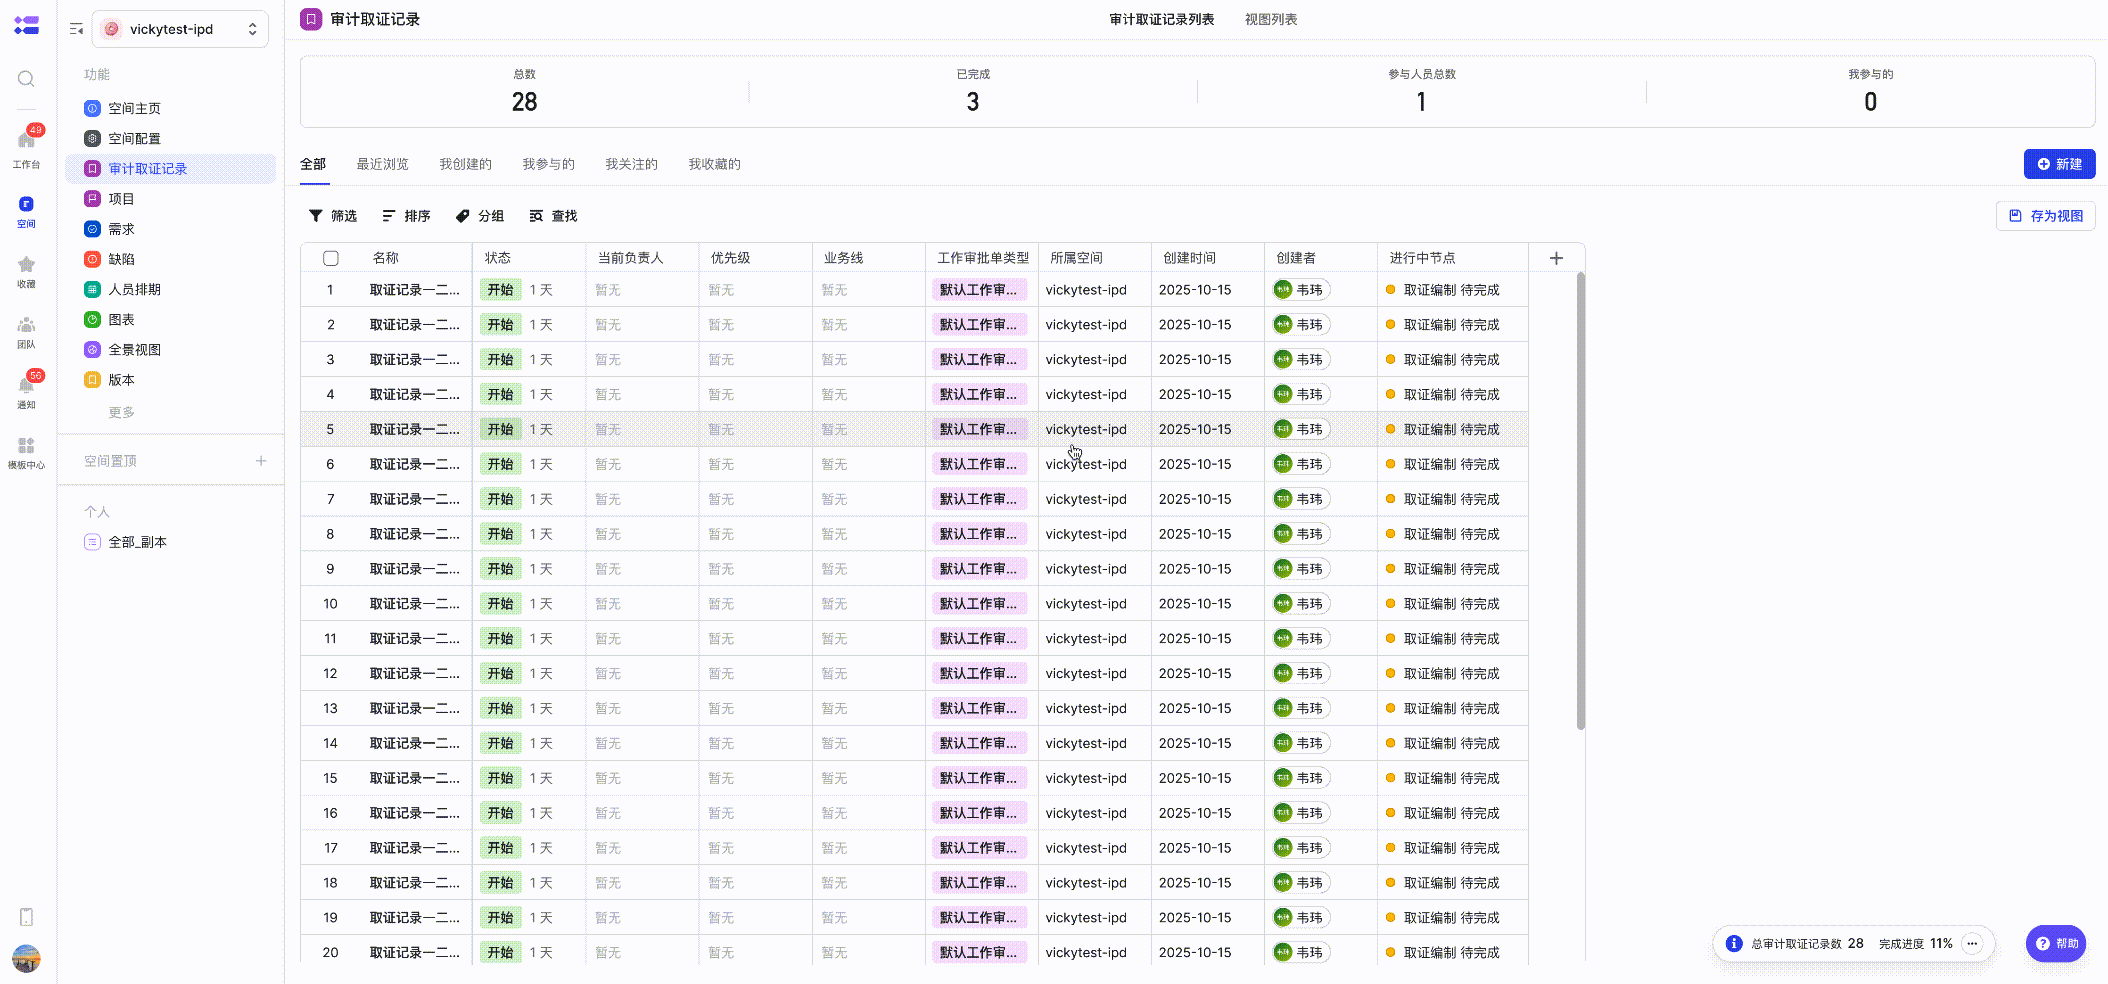 vickytest-ipd
审计取证记录
审计取证记录列表 视图列表
功能
空间主页
空间配置
审计取证记录
项目
需求
缺陷
人员排期
图表
全景视图
版本
更多
空间置顶
个人
全部_副本
49
工作台
空间
收藏
团队
56
通知
模板中心
总数 已完成 参与人员总数 我参与的
28 3 1 0
全部 最近浏览 我创建的 我参与的 我关注的 我收藏的 新建
筛选 排序 分组 查找 存为视图
名称 状态 当前负责人 优先级 业务线 工作审批单类型 所属空间 创建时间 创建者 进行中节点
1 取证记录一二... 开始 1 天 暂无 暂无 暂无 默认工作审... vickytest-ipd 2025-10-15 韦玮 取证编制 待完成
2 取证记录一二... 开始 1 天 暂无 暂无 暂无 默认工作审... vickytest-ipd 2025-10-15 韦玮 取证编制 待完成
3 取证记录一二... 开始 1 天 暂无 暂无 暂无 默认工作审... vickytest-ipd 2025-10-15 韦玮 取证编制 待完成
4 取证记录一二... 开始 1 天 暂无 暂无 暂无 默认工作审... vickytest-ipd 2025-10-15 韦玮 取证编制 待完成
5 取证记录一二... 开始 1 天 暂无 暂无 暂无 默认工作审... vickytest-ipd 2025-10-15 韦玮 取证编制 待完成
6 取证记录一二... 开始 1 天 暂无 暂无 暂无 默认工作审... vickytest-ipd 2025-10-15 韦玮 取证编制 待完成
7 取证记录一二... 开始 1 天 暂无 暂无 暂无 默认工作审... vickytest-ipd 2025-10-15 韦玮 取证编制 待完成
8 取证记录一二... 开始 1 天 暂无 暂无 暂无 默认工作审... vickytest-ipd 2025-10-15 韦玮 取证编制 待完成
9 取证记录一二... 开始 1 天 暂无 暂无 暂无 默认工作审... vickytest-ipd 2025-10-15 韦玮 取证编制 待完成
10 取证记录一二... 开始 1 天 暂无 暂无 暂无 默认工作审... vickytest-ipd 2025-10-15 韦玮 取证编制 待完成
11 取证记录一二... 开始 1 天 暂无 暂无 暂无 默认工作审... vickytest-ipd 2025-10-15 韦玮 取证编制 待完成
12 取证记录一二... 开始 1 天 暂无 暂无 暂无 默认工作审... vickytest-ipd 2025-10-15 韦玮 取证编制 待完成
13 取证记录一二... 开始 1 天 暂无 暂无 暂无 默认工作审... vickytest-ipd 2025-10-15 韦玮 取证编制 待完成
14 取证记录一二... 开始 1 天 暂无 暂无 暂无 默认工作审... vickytest-ipd 2025-10-15 韦玮 取证编制 待完成
15 取证记录一二... 开始 1 天 暂无 暂无 暂无 默认工作审... vickytest-ipd 2025-10-15 韦玮 取证编制 待完成
16 取证记录一二... 开始 1 天 暂无 暂无 暂无 默认工作审... vickytest-ipd 2025-10-15 韦玮 取证编制 待完成
17 取证记录一二... 开始 1 天 暂无 暂无 暂无 默认工作审... vickytest-ipd 2025-10-15 韦玮 取证编制 待完成
18 取证记录一二... 开始 1 天 暂无 暂无 暂无 默认工作审... vickytest-ipd 2025-10-15 韦玮 取证编制 待完成
19 取证记录一二... 开始 1 天 暂无 暂无 暂无 默认工作审... vickytest-ipd 2025-10-15 韦玮 取证编制 待完成
20 取证记录一二... 开始 1 天 暂无 暂无 暂无 默认工作审... vickytest-ipd 2025-10-15 韦玮 取证编制 待完成
总审计取证记录数 28 完成进度 11% ...
帮助